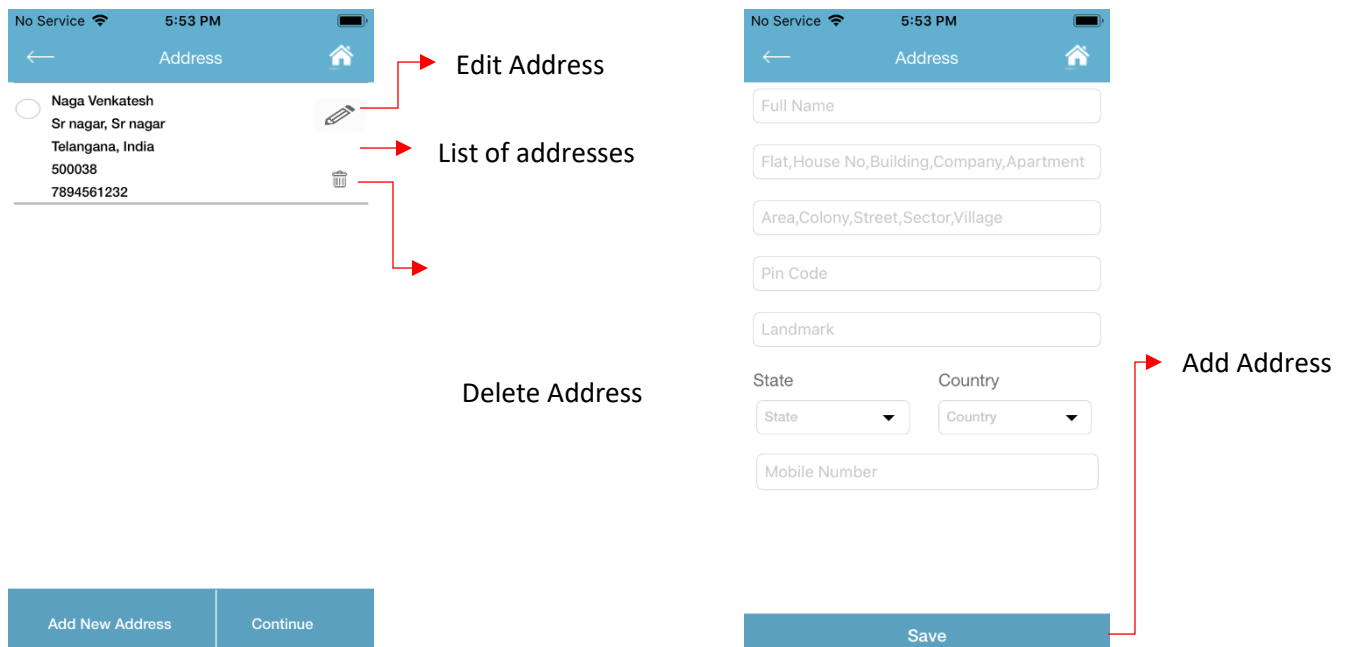 No Service 5:53 PM
Address
Naga Venkatesh
Sr nagar, Sr nagar
Telangana, India
500038
7894561232
Add New Address
Continue
Edit Address
List of addresses
Delete Address
No Service 5:53 PM
Address
Full Name
Flat,House No,Building,Company,Apartment
Area,Colony,Street,Sector,Village
Pin Code
Landmark
State Country
State Country
Mobile Number
Save
Add Address